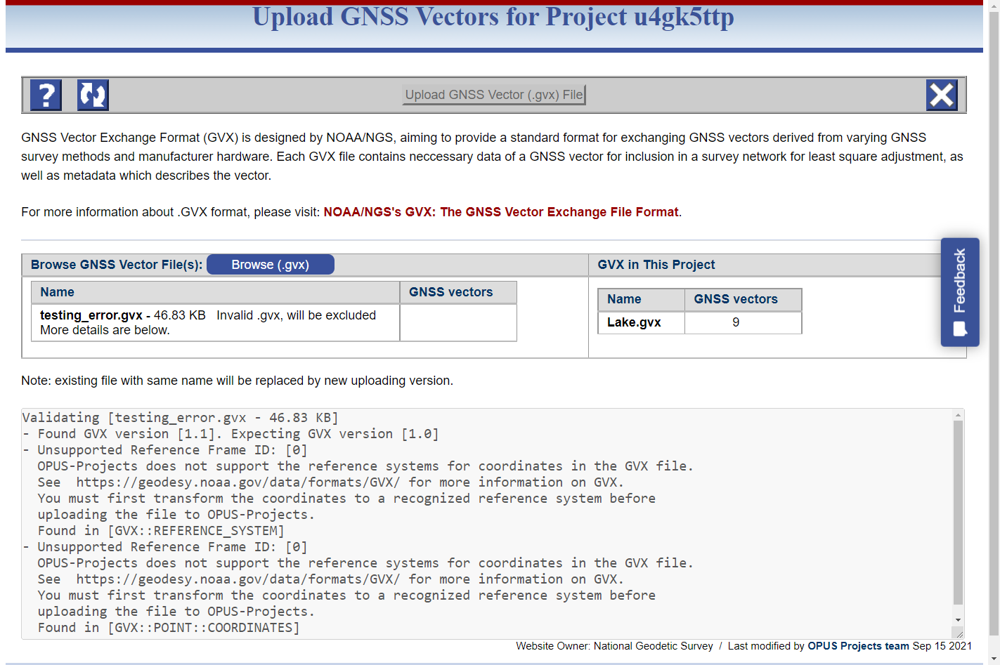 Upload GNSS Vectors for Project u4gk5ttp
?
Upload GNSS Vector (.gvx) File
GNSS Vector Exchange Format (GVX) is designed by NOAA/NGS, aiming to provide a standard format for exchanging GNSS vectors derived from varying GNSS
survey methods and manufacturer hardware. Each GVX file contains neccessary data of a GNSS vector for inclusion in a survey network for least square adjustment, as
well as metadata which describes the vector.
For more information about .GVX format, please visit: NOAA/NGS's GVX: The GNSS Vector Exchange File Format.
Browse GNSS Vector File(s): Browse (.gvx)
Name GNSS vectors
testing_error.gvx - 46.83 KB Invalid .gvx, will be excluded
More details are below.
GVX in This Project
Name GNSS vectors
Lake.gvx 9
Feedback
Note: existing file with same name will be replaced by new uploading version.
Validating [testing_error.gvx - 46.83 KB]
- Found GVX version [1.1]. Expecting GVX version [1.0]
- Unsupported Reference Frame ID: [0]
OPUS-Projects does not support the reference systems for coordinates in the GVX file.
See  https://geodesy.noaa.gov/data/formats/GVX/ for more information on GVX.
You must first transform the coordinates to a recognized reference system before
uploading the file to OPUS-Projects.
Found in [GVX::REFERENCE_SYSTEM]
- Unsupported Reference Frame ID: [0]
OPUS-Projects does not support the reference systems for coordinates in the GVX file.
See  https://geodesy.noaa.gov/data/formats/GVX/ for more information on GVX.
You must first transform the coordinates to a recognized reference system before
uploading the file to OPUS-Projects.
Found in [GVX::POINT::COORDINATES]
Website Owner: National Geodetic Survey / Last modified by OPUS Projects team Sep 15 2021